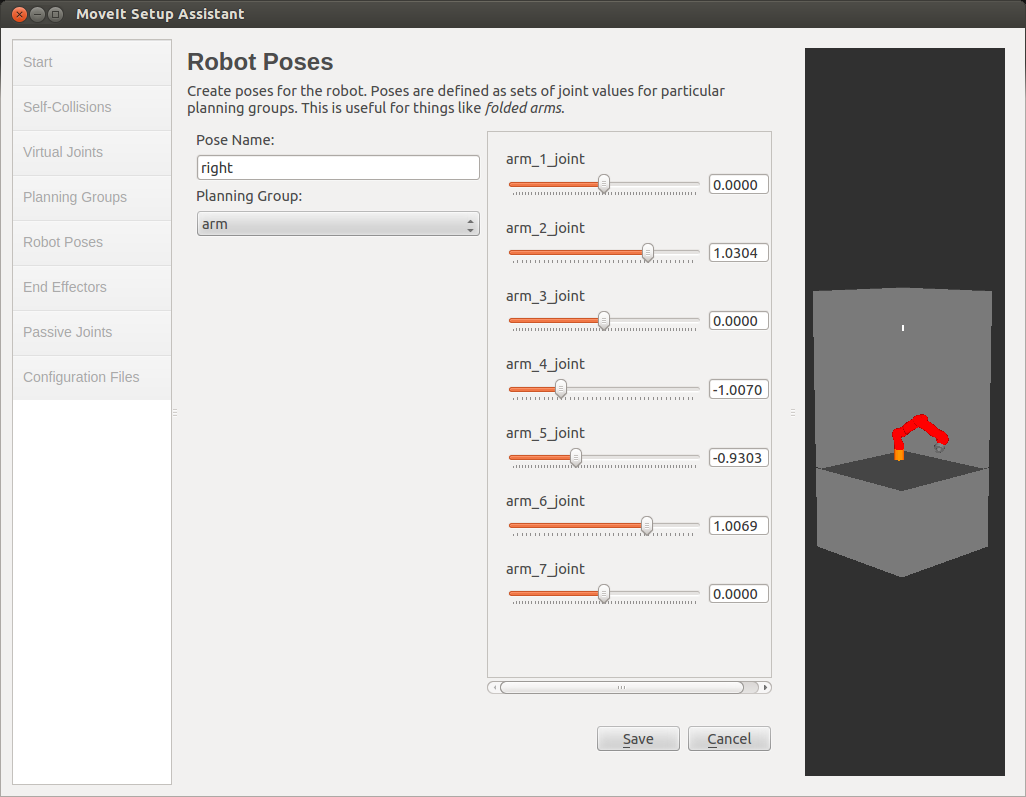 MoveIt Setup Assistant
Start
Self-Collisions
Virtual Joints
Planning Groups
Robot Poses
End Effectors
Passive Joints
Configuration Files
Robot Poses
Create poses for the robot. Poses are defined as sets of joint values for particular
planning groups. This is useful for things like folded arms.
Pose Name:
right
Planning Group:
arm
arm_1_joint
0.0000
arm_2_joint
1.0304
arm_3_joint
0.0000
arm_4_joint
-1.0070
arm_5_joint
-0.9303
arm_6_joint
1.0069
arm_7_joint
0.0000
Save
Cancel